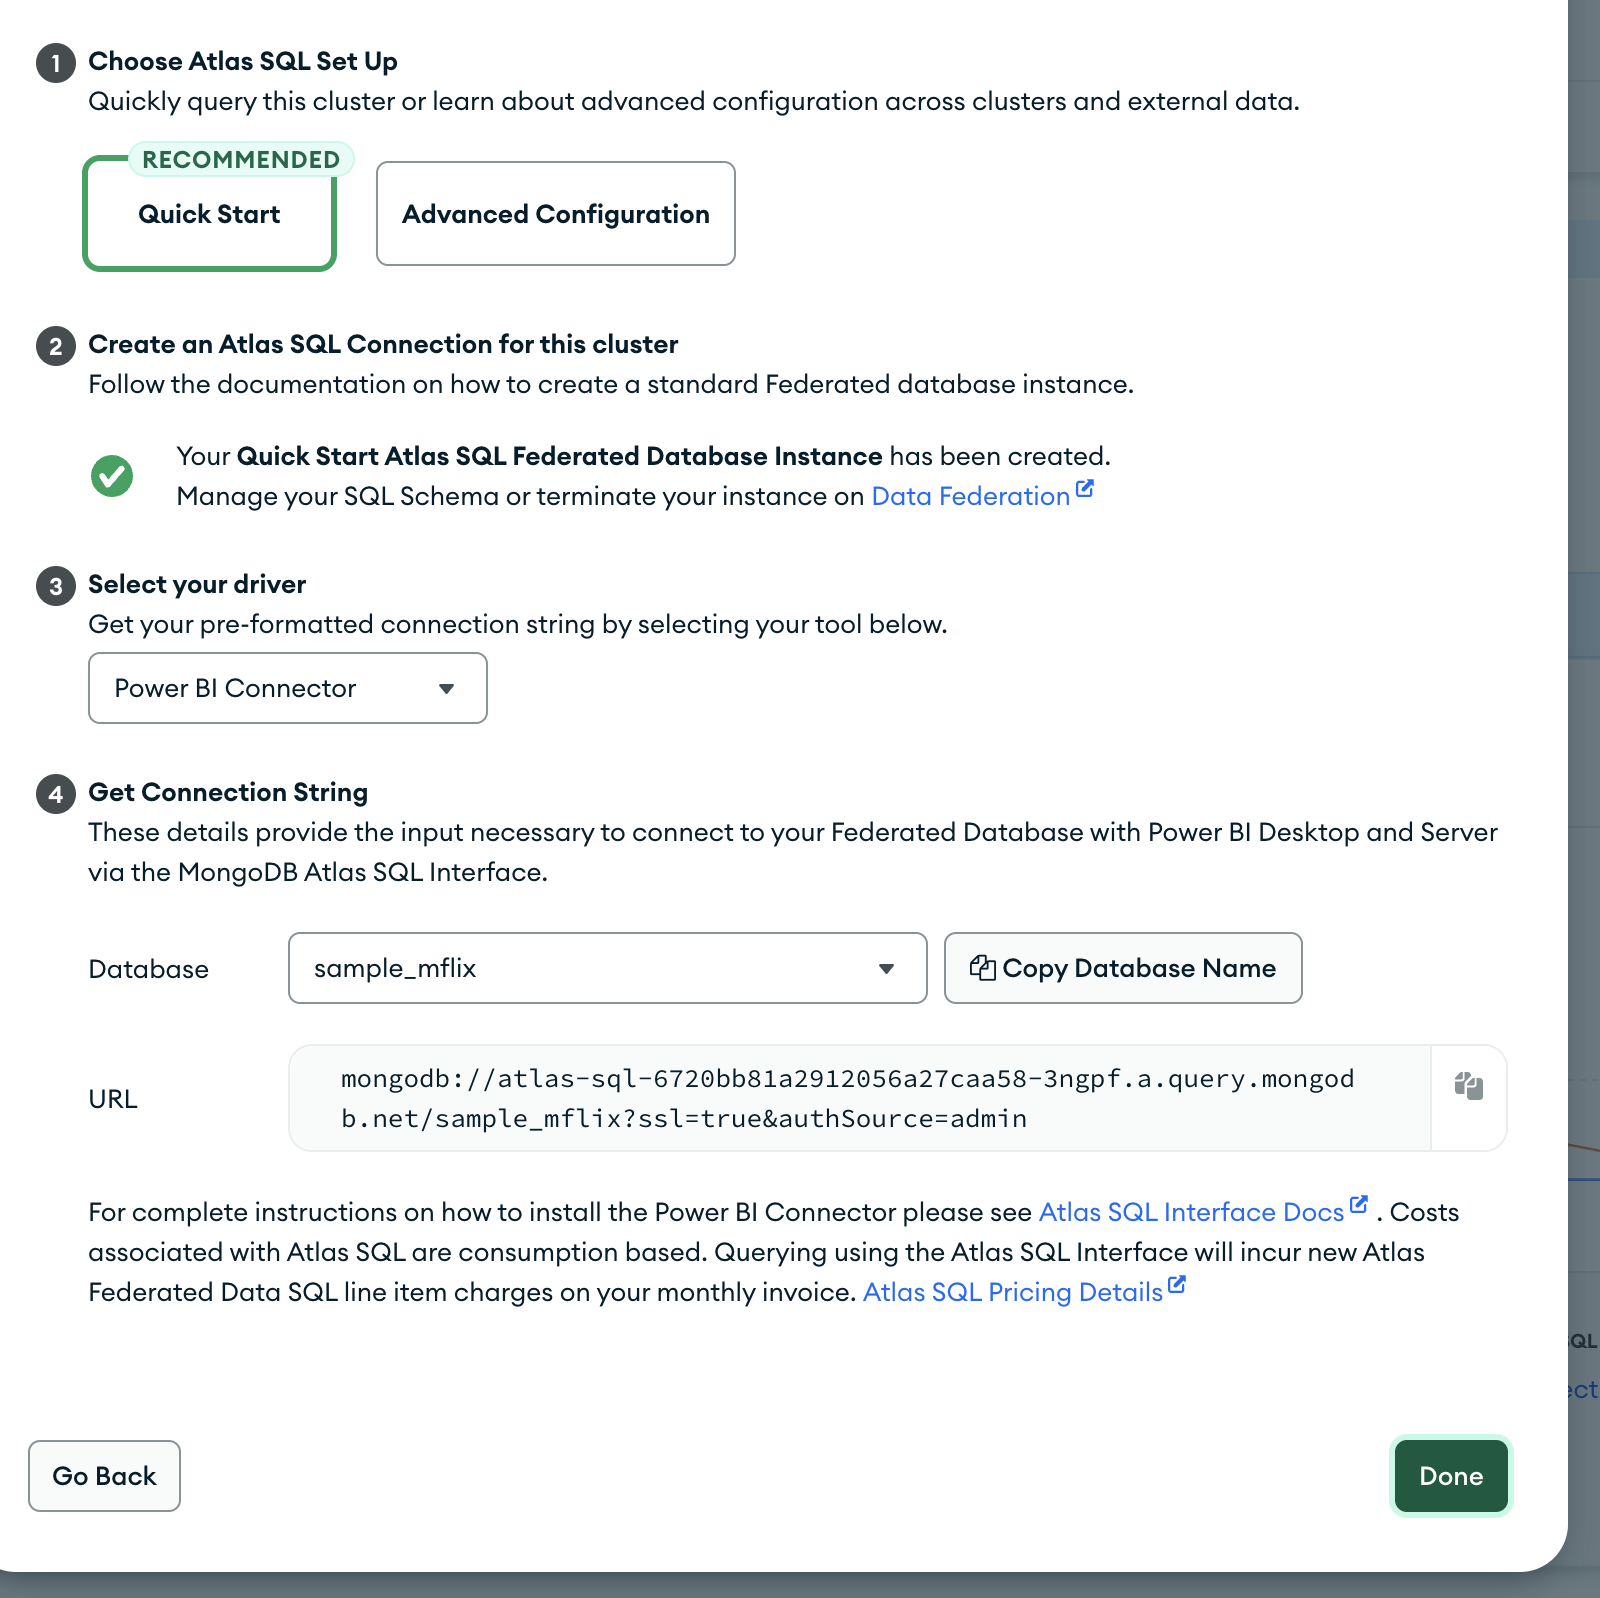 1 Choose Atlas SQL Set Up
Quickly query this cluster or learn about advanced configuration across clusters and external data.
RECOMMENDED
Quick Start
Advanced Configuration
2 Create an Atlas SQL Connection for this cluster
Follow the documentation on how to create a standard Federated database instance.
Your Quick Start Atlas SQL Federated Database Instance has been created.
Manage your SQL Schema or terminate your instance on Data Federation
3 Select your driver
Get your pre-formatted connection string by selecting your tool below.
Power BI Connector
4 Get Connection String
These details provide the input necessary to connect to your Federated Database with Power BI Desktop and Server
via the MongoDB Atlas SQL Interface.
Database
sample_mflix
Copy Database Name
URL
mongodb://atlas-sql-6720bb81a2912056a27caa58-3ngpf.a.query.mongod
b.net/sample_mflix?ssl=true&authSource=admin
For complete instructions on how to install the Power BI Connector please see Atlas SQL Interface Docs . Costs
associated with Atlas SQL are consumption based. Querying using the Atlas SQL Interface will incur new Atlas
Federated Data SQL line item charges on your monthly invoice. Atlas SQL Pricing Details
Go Back
Done